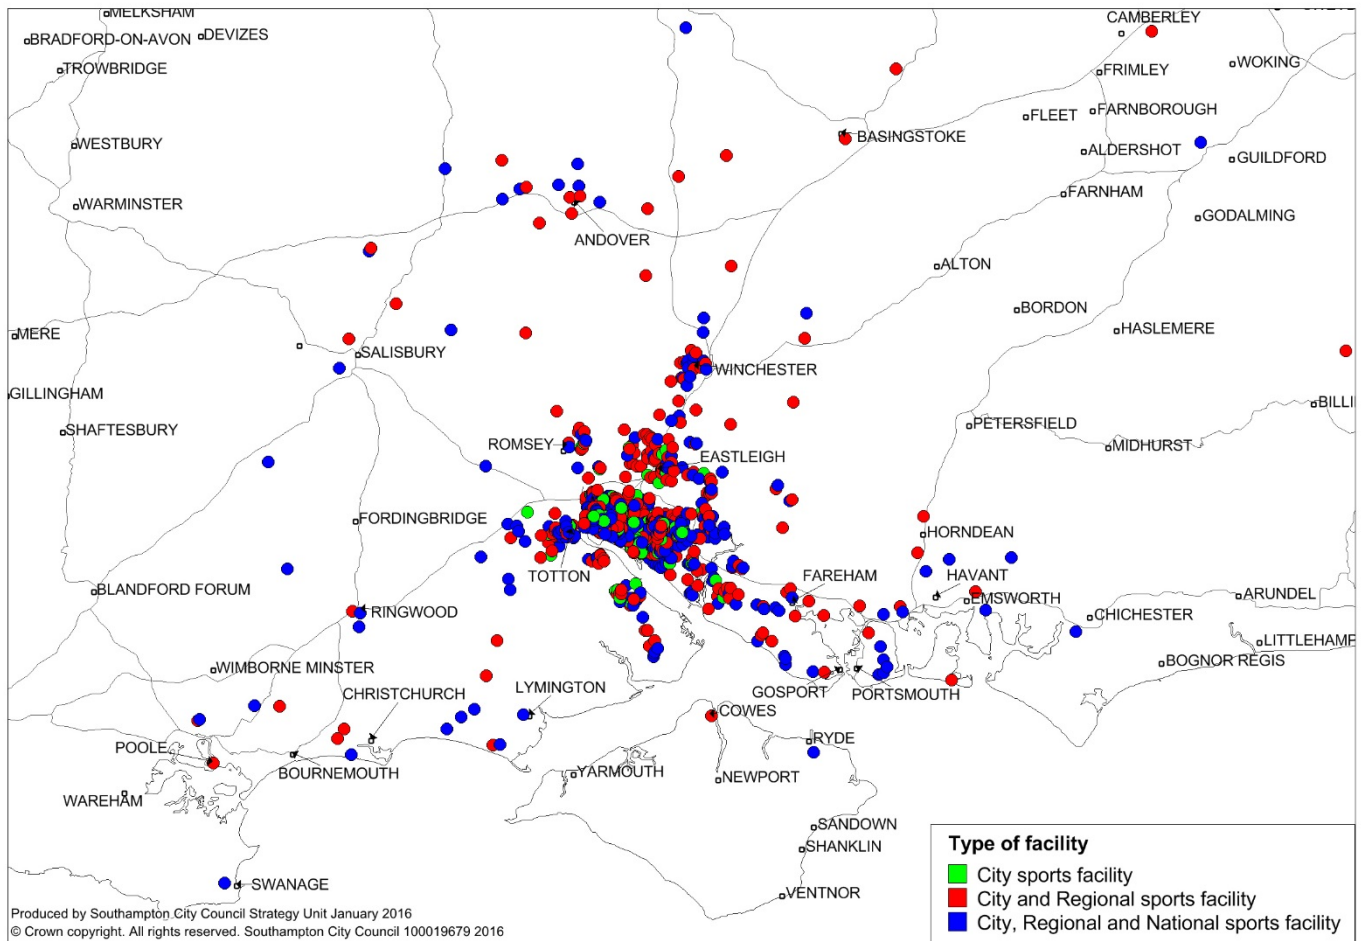 MELKSHAM
CAMBERLEY
BRADFORD-ON-AVON
DEVIZES
TROWBRIDGE
FRIMLEY
WOKING
FLEET
FARNBOROUGH
BASINGSTOKE
WESTBURY
ALDERSHOT
GUILDFORD
FARNHAM
WARMINSTER
GODALMING
ANDOVER
ALTON
BORDON
HASLEMERE
MERE
SALISBURY
WINCHESTER
GILLINGHAM
BILLI
PETERSFIELD
SHAFTESBURY
ROMSEY
MIDHURST
EASTLEIGH
FORDINGBRIDGE
HORNDEAN
TOTTON
FAREHAM
HAVANT
BLANDFORD FORUM
EMSWORTH
ARUNDEL
RINGWOOD
CHICHESTER
LITTLEHAMP
WIMBORNE MINSTER
BOGNOR REGIS
CHRISTCHURCH
LYMINGTON
GOSPORT
PORTSMOUTH
COWES
RYDE
POOLE
BOURNEMOUTH
YARMOUTH
NEWPORT
WAREHAM
SANDOWN
SHANKLIN
SWANAGE
VENTNOR
Type of facility
City sports facility
City and Regional sports facility
City, Regional and National sports facility
Produced by Southampton City Council Strategy Unit January 2016
© Crown copyright. All rights reserved. Southampton City Council 100019679 2016